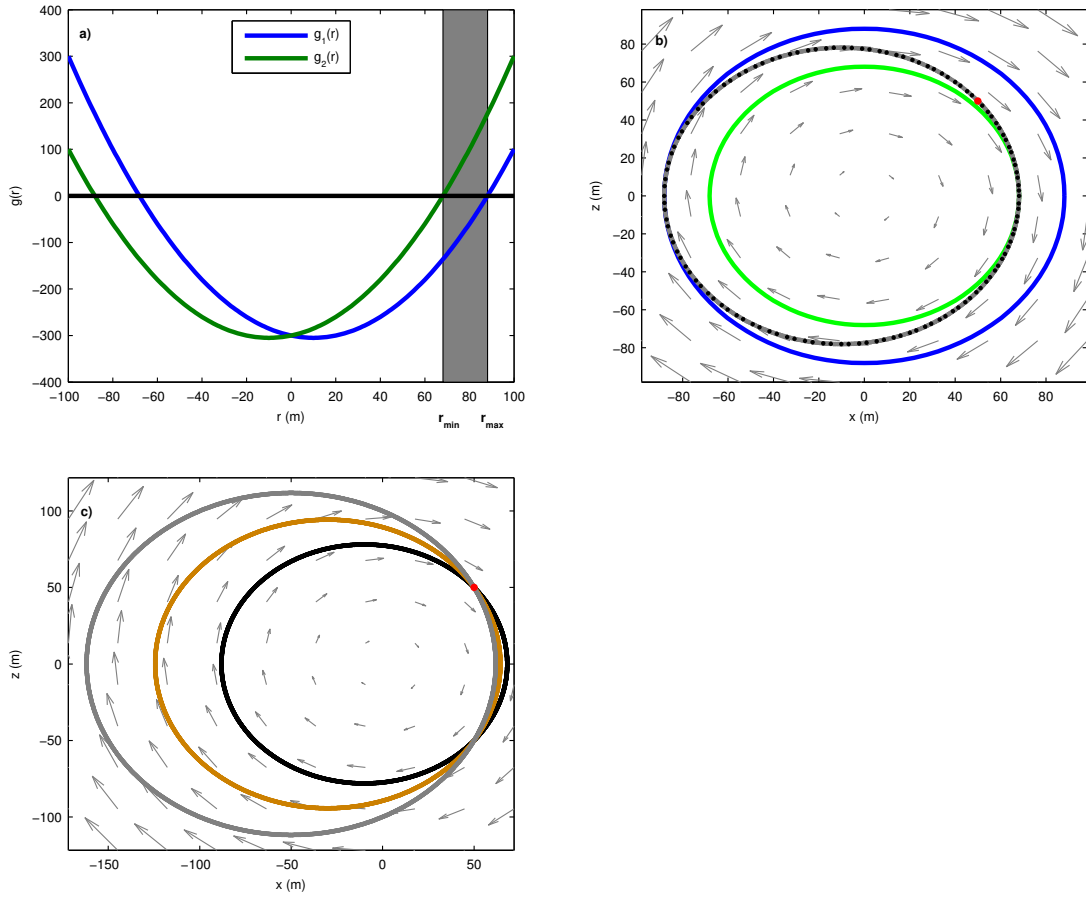 a)
g₁(r)
g₂(r)
400
300
200
100
0
−100
−200
−300
−400
g(r)
−100 −80 −60 −40 −20 0 20 40 60 80 100
r (m)
r_min r_max
b)
80
60
40
20
0
−20
−40
−60
−80
z (m)
−80 −60 −40 −20 0 20 40 60 80
x (m)
c)
100
50
0
−50
−100
z (m)
−150 −100 −50 0 50
x (m)